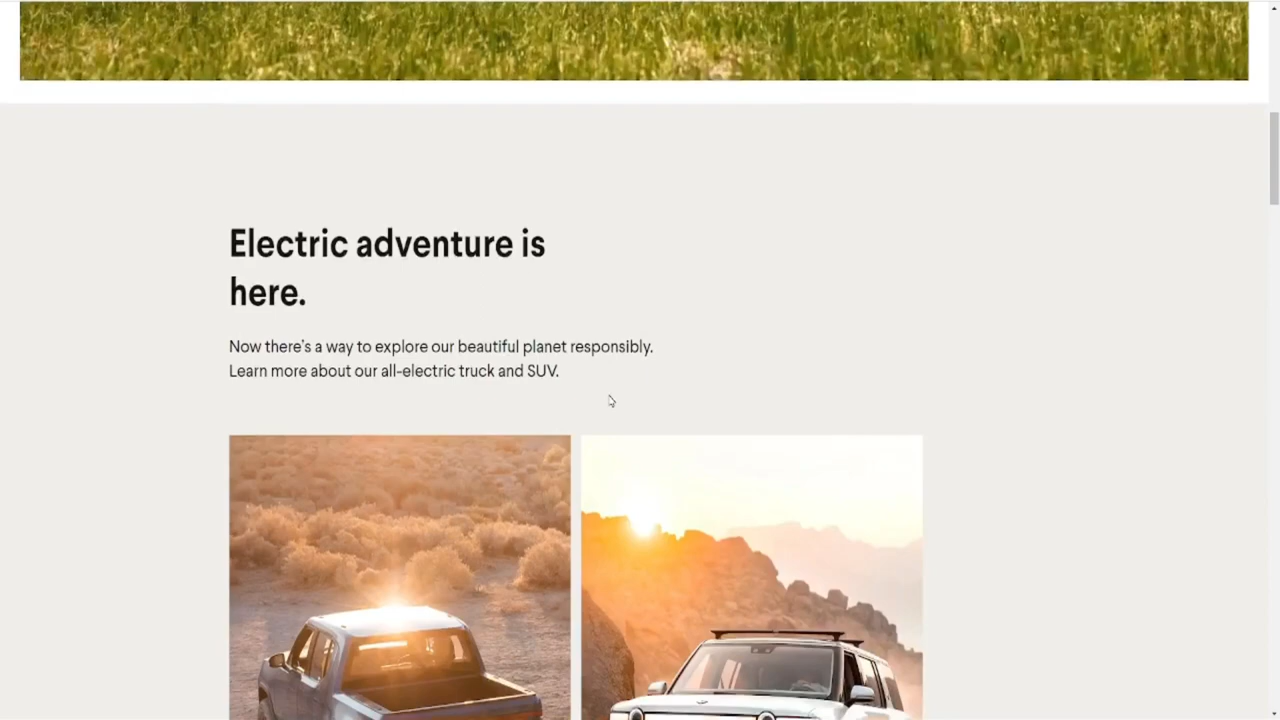 Electric adventure is
here.
Now there’s a way to explore our beautiful planet responsibly.
Learn more about our all-electric truck and SUV.